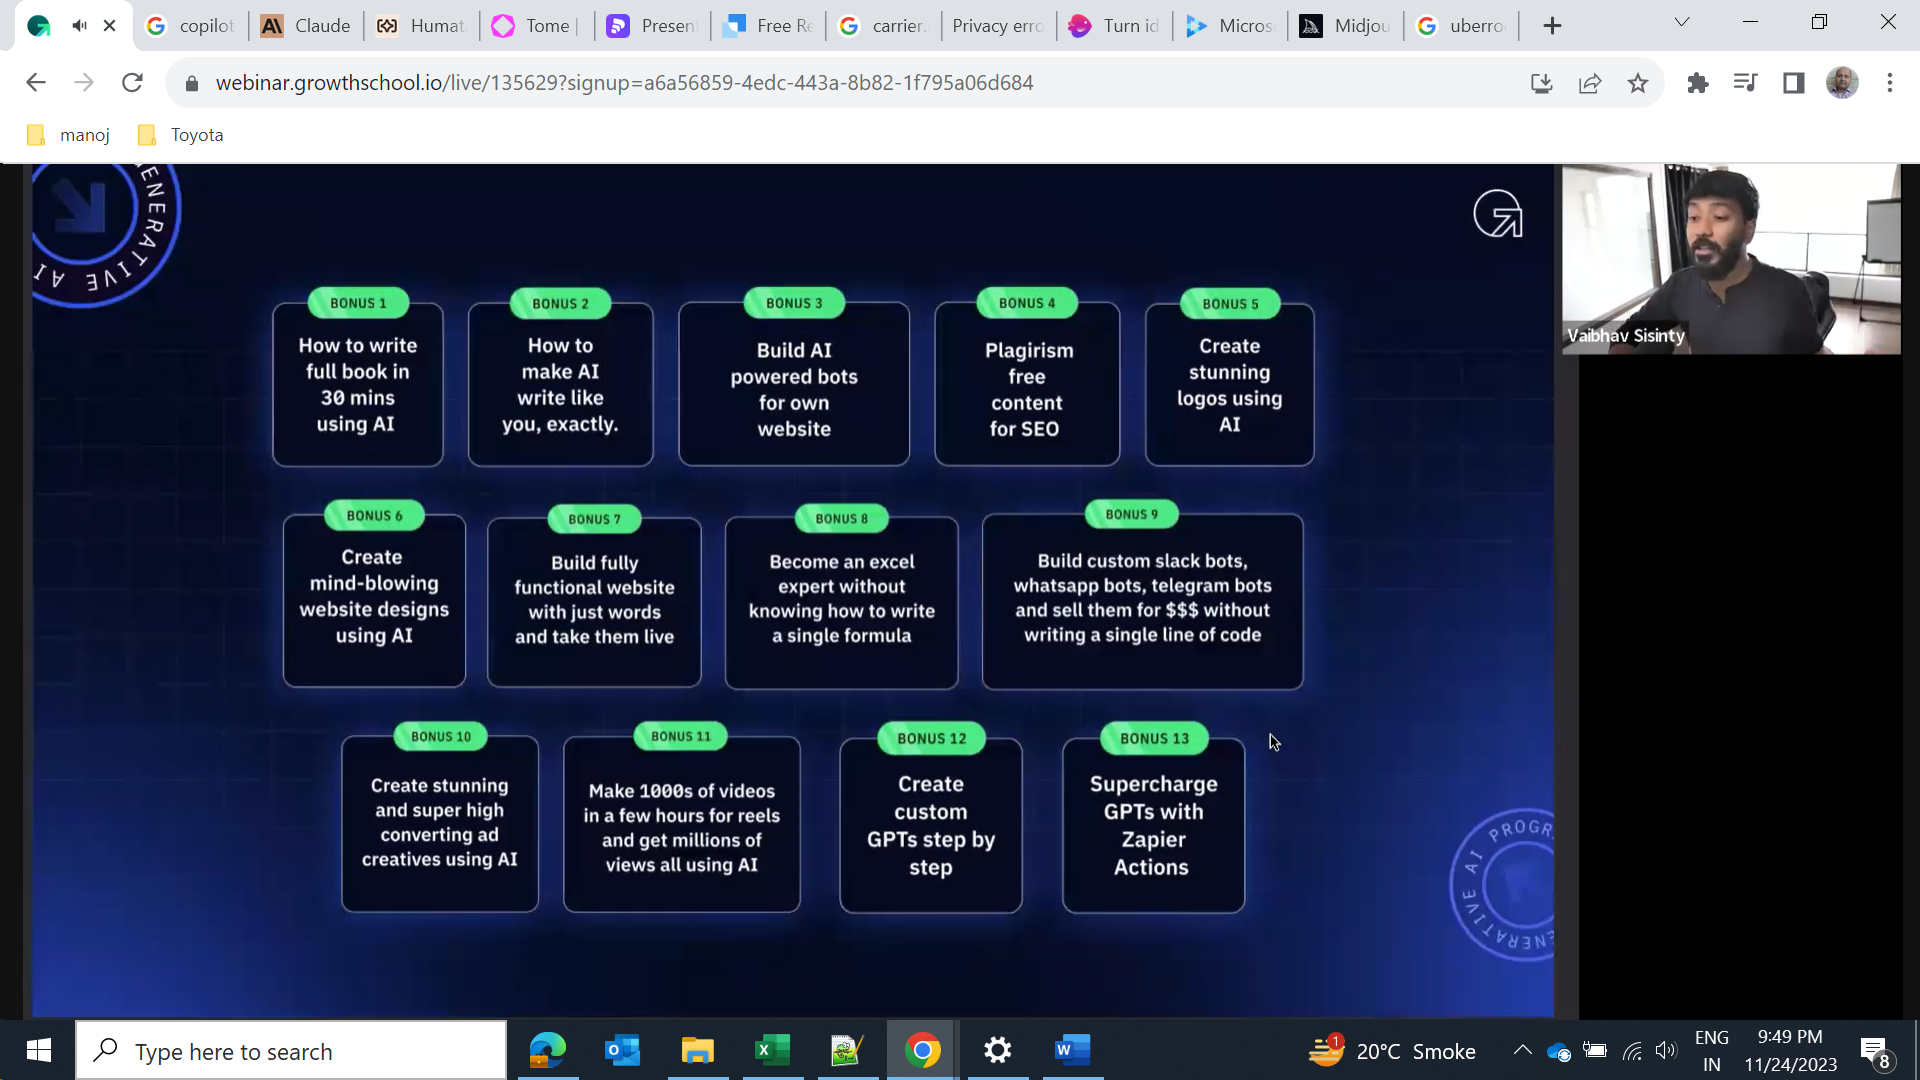 copilot
Claude
Humat
Tome |
Presen
Free Re
carrier.
Privacy erro
Turn id
Micros
Midjou
uberro
webinar.growthschool.io/live/135629?signup=a6a56859-4edc-443a-8b82-1f795a06d684
manoj
Toyota
ENERATIVE AI
Vaibhav Sisinty
BONUS 1
How to write
full book in
30 mins
using AI
BONUS 2
How to
make AI
write like
you, exactly.
BONUS 3
Build AI
powered bots
for own
website
BONUS 4
Plagirism
free
content
for SEO
BONUS 5
Create
stunning
logos using
AI
BONUS 6
Create
mind-blowing
website designs
using AI
BONUS 7
Build fully
functional website
with just words
and take them live
BONUS 8
Become an excel
expert without
knowing how to write
a single formula
BONUS 9
Build custom slack bots,
whatsapp bots, telegram bots
and sell them for $$$ without
writing a single line of code
BONUS 10
Create stunning
and super high
converting ad
creatives using AI
BONUS 11
Make 1000s of videos
in a few hours for reels
and get millions of
views all using AI
BONUS 12
Create
custom
GPTs step by
step
BONUS 13
Supercharge
GPTs with
Zapier
Actions
ENERATIVE AI PROGR
Type here to search
1
20°C Smoke
ENG
IN
9:49 PM
11/24/2023
8